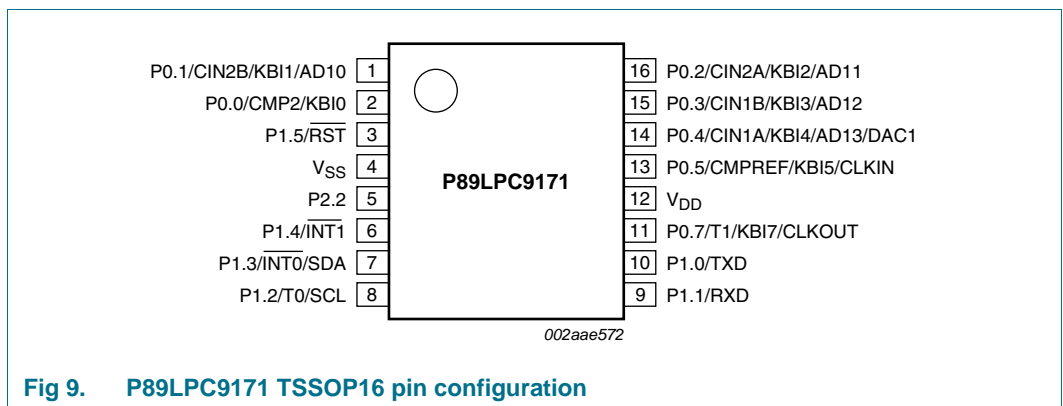 P0.1/CIN2B/KBI1/AD10 1
P0.0/CMP2/KBI0 2
P1.5/R̅S̅T̅ 3
VSS 4
P2.2 5
P1.4/I̅N̅T̅1̅ 6
P1.3/I̅N̅T̅0̅/SDA 7
P1.2/T0/SCL 8
P89LPC9171
16 P0.2/CIN2A/KBI2/AD11
15 P0.3/CIN1B/KBI3/AD12
14 P0.4/CIN1A/KBI4/AD13/DAC1
13 P0.5/CMPREF/KBI5/CLKIN
12 VDD
11 P0.7/T1/KBI7/CLKOUT
10 P1.0/TXD
9 P1.1/RXD
002aae572
Fig 9. P89LPC9171 TSSOP16 pin configuration